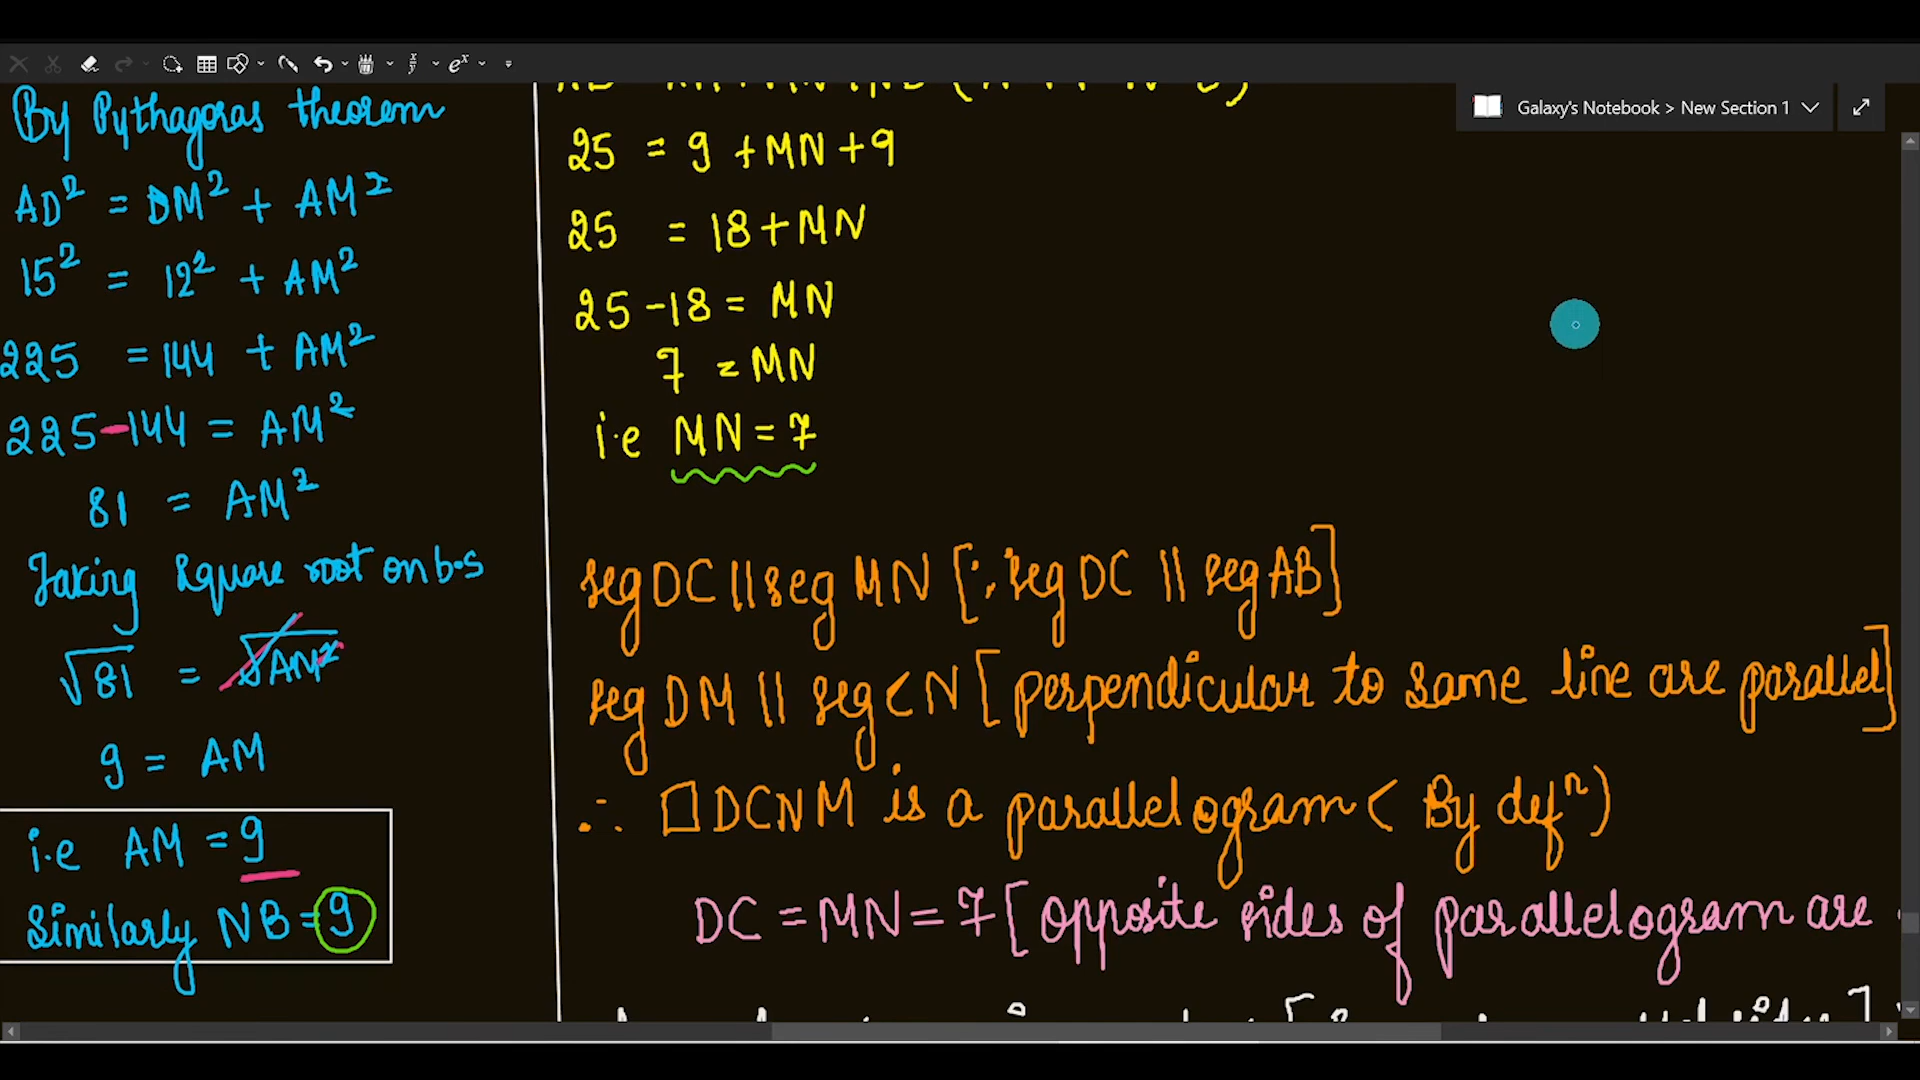 Galaxy's Notebook > New Section 1
By Pythagoras theorem
AD² = DM² + AM²
15² = 12² + AM²
225 = 144 + AM²
225-144 = AM²
81 = AM²
Taking Square root on b.s
√81 = √AM²
9 = AM
i.e AM = 9
Similarly NB = 9
25 = 9 + MN + 9
25 = 18 + MN
25 - 18 = MN
7 = MN
i.e MN = 7
seg DC || seg MN [∵ seg DC || seg AB]
seg DM || seg CN [perpendicular to same line are parallel]
∴ □DCNM is a parallelogram ( By defⁿ)
DC = MN = 7 [opposite sides of parallelogram are